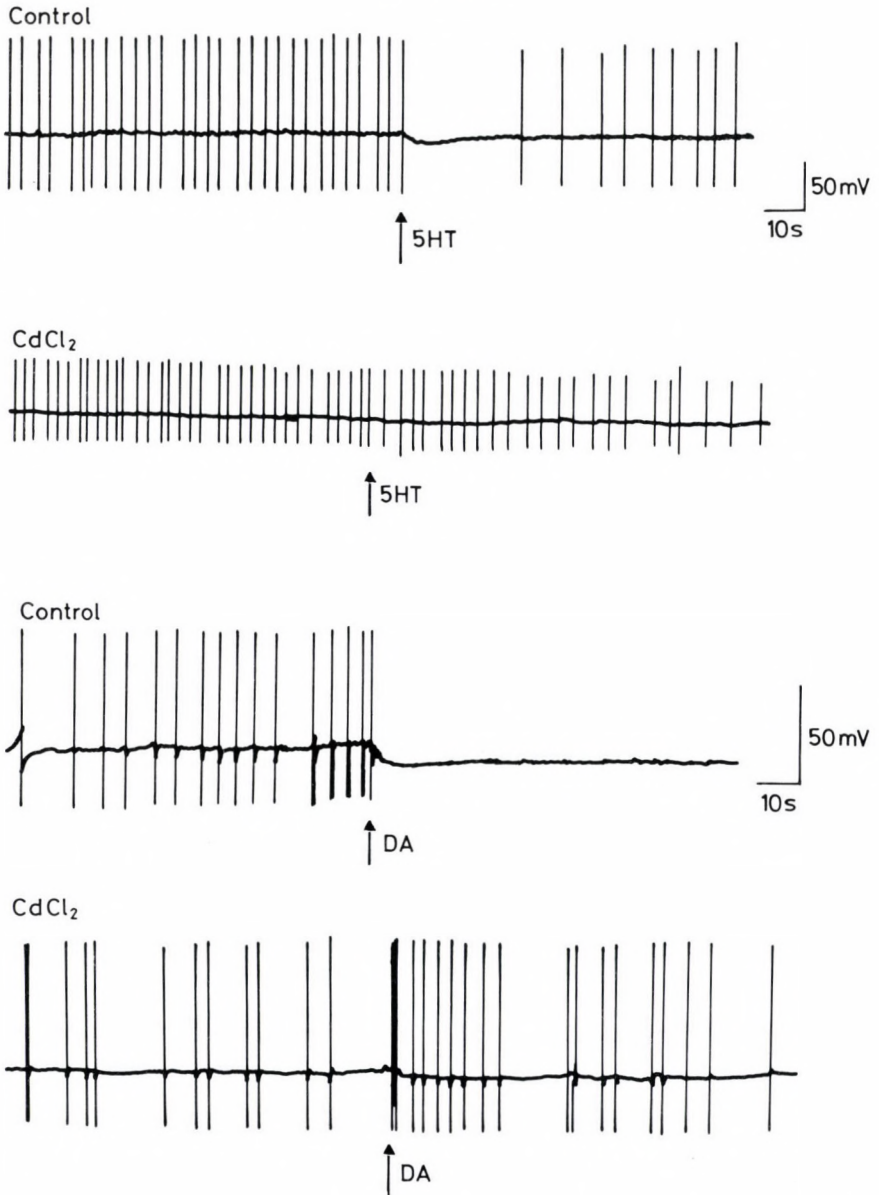 Control
50mV
10s
5HT
CdCl₂
5HT
Control
50mV
10s
DA
CdCl₂
DA